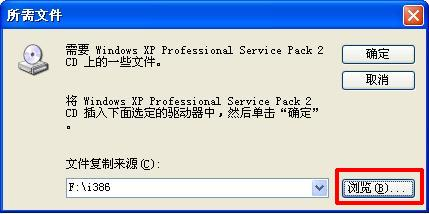 所需文件
需要 Windows XP Professional Service Pack 2
CD 上的一些文件。
确定
取消
将 Windows XP Professional Service Pack 2
CD 插入下面选定的驱动器中,然后单击“确定”
。
文件复制来源(C):
F:\i386
浏览(B)...